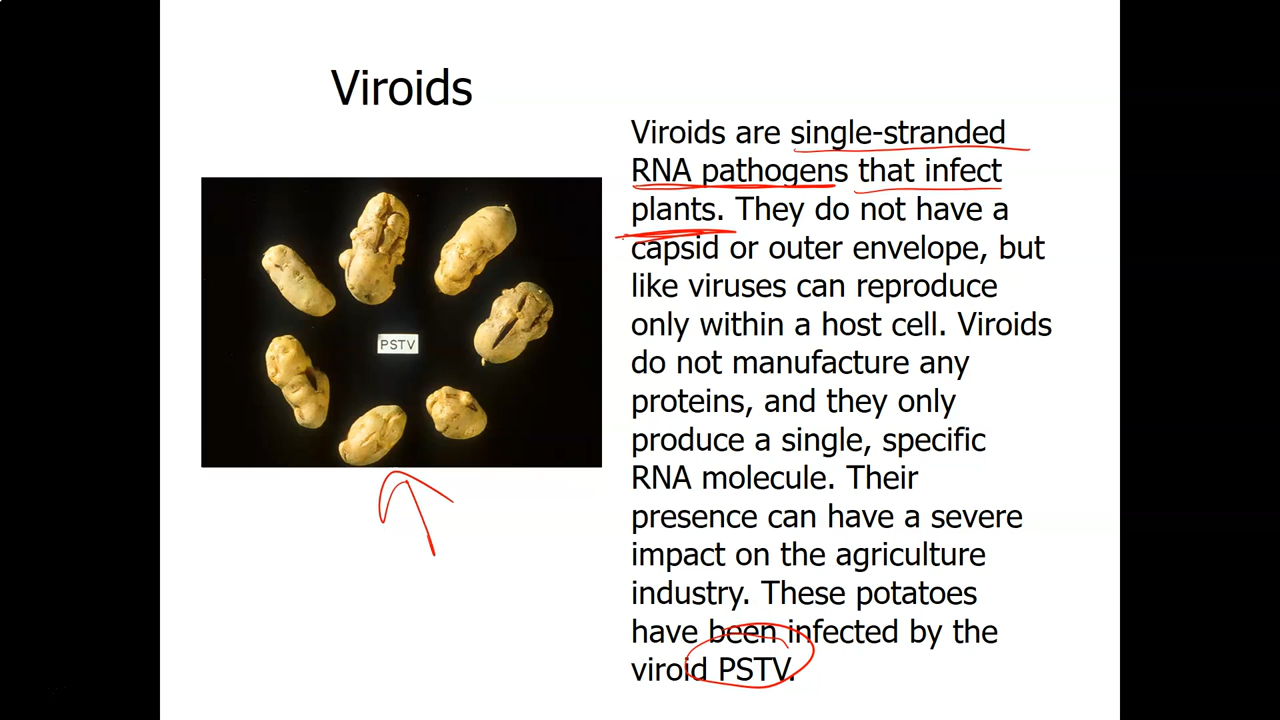 Viroids
PSTV
Viroids are single-stranded
RNA pathogens that infect
plants. They do not have a
capsid or outer envelope, but
like viruses can reproduce
only within a host cell. Viroids
do not manufacture any
proteins, and they only
produce a single, specific
RNA molecule. Their
presence can have a severe
impact on the agriculture
industry. These potatoes
have been infected by the
viroid PSTV.